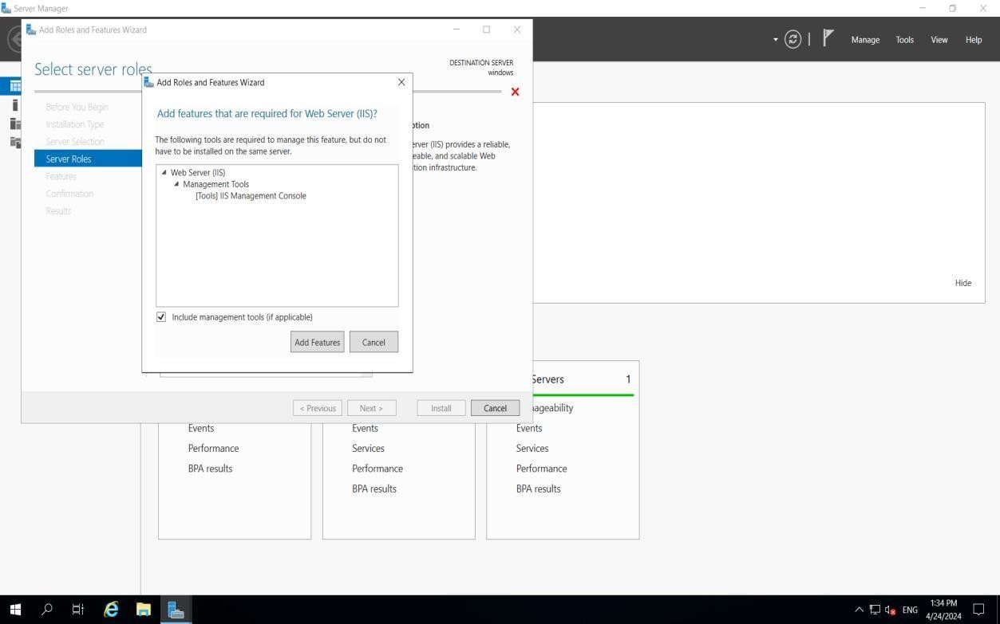 Server Manager
Manage
Tools
View
Help
Add Roles and Features Wizard
Select server roles
DESTINATION SERVER
windows
Before You Begin
Installation Type
Server Selection
Server Roles
Features
Confirmation
Results
Add Roles and Features Wizard
Add features that are required for Web Server (IIS)?
The following tools are required to manage this feature, but do not
have to be installed on the same server.
Web Server (IIS)
Management Tools
[Tools] IIS Management Console
Include management tools (if applicable)
Add Features
Cancel
ption
erver (IIS) provides a reliable,
eable, and scalable Web
tion infrastructure.
< Previous
Next >
Install
Cancel
Hide
Events
Performance
BPA results
Events
Services
Performance
BPA results
Servers 1
nageability
Events
Services
Performance
BPA results
ENG
1:34 PM
4/24/2024